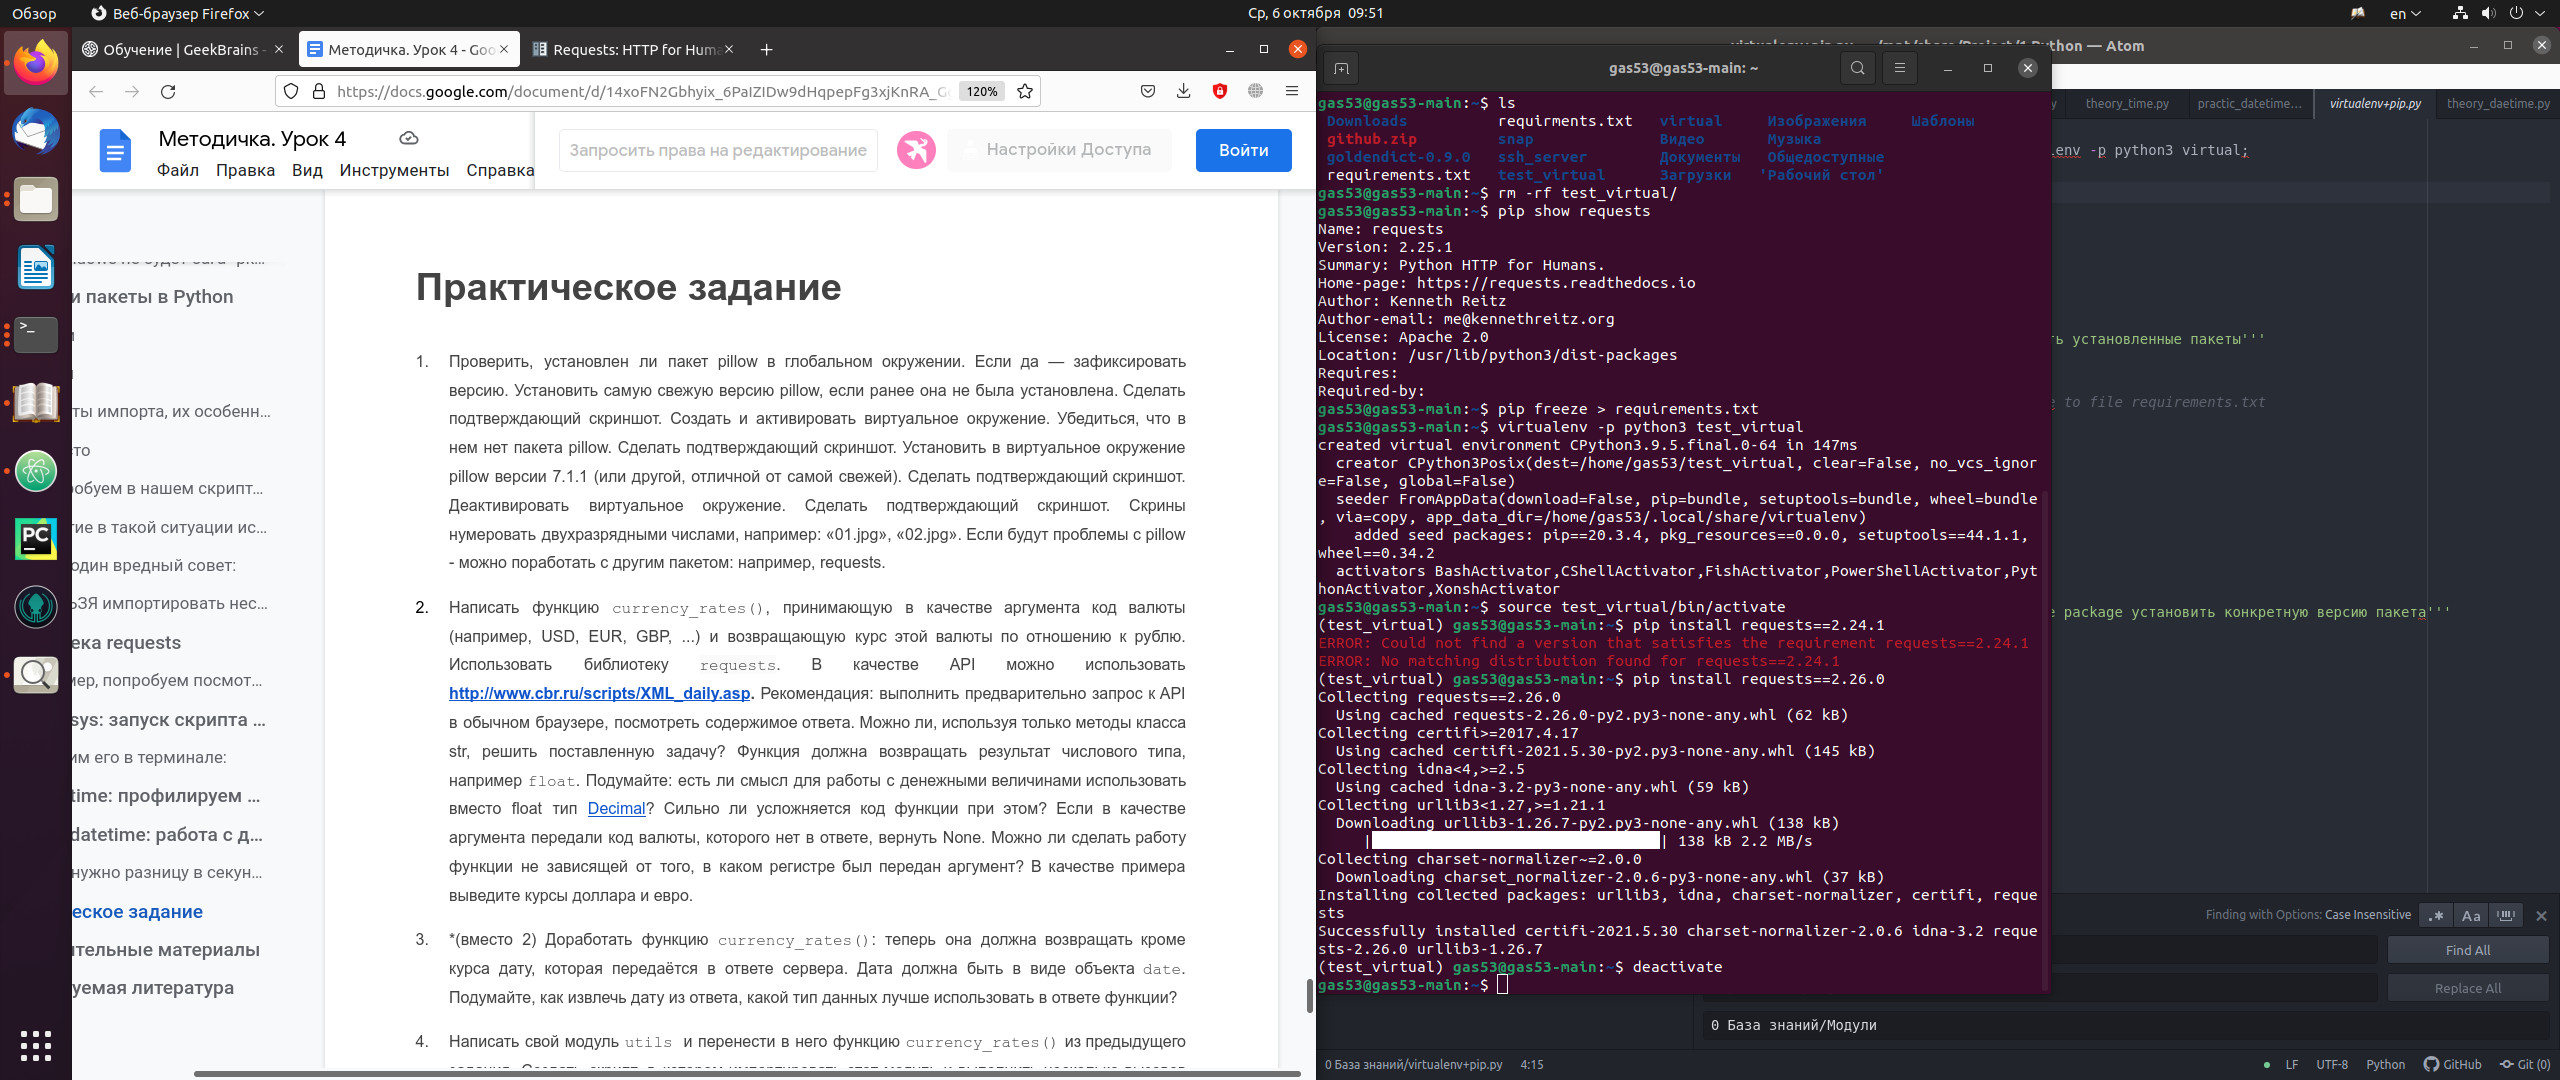 Обзор
Веб-браузер Firefox
Ср, 6 октября 09:51
en
Обучение | GeekBrains -
Методичка. Урок 4 - Goo
Requests: HTTP for Huma
https://docs.google.com/document/d/14xoFN2Gbhyix_6PaIZIDw9dHqpepFg3xjKnRA_G
120%
Методичка. Урок 4
Файл Правка Вид Инструменты Справка
Запросить права на редактирование
Настройки Доступа
Войти
и пакеты в Python
ты импорта, их особенн...
сто
робуем в нашем скрипт...
гие в такой ситуации ис...
один вредный совет:
ЬЗЯ импортировать нес...
ека requests
мер, попробуем посмот...
sys: запуск скрипта ...
им его в терминале:
time: профилируем ...
datetime: работа с д...
нужно разницу в секун...
еское задание
ительные материалы
уемая литература
Практическое задание
1. Проверить, установлен ли пакет pillow в глобальном окружении. Если да — зафиксировать
версию. Установить самую свежую версию pillow, если ранее она не была установлена. Сделать
подтверждающий скриншот. Создать и активировать виртуальное окружение. Убедиться, что в
нем нет пакета pillow. Сделать подтверждающий скриншот. Установить в виртуальное окружение
pillow версии 7.1.1 (или другой, отличной от самой свежей). Сделать подтверждающий скриншот.
Деактивировать виртуальное окружение. Сделать подтверждающий скриншот. Скрины
нумеровать двухразрядными числами, например: «01.jpg», «02.jpg». Если будут проблемы с pillow
- можно поработать с другим пакетом: например, requests.
2. Написать функцию currency_rates(), принимающую в качестве аргумента код валюты
(например, USD, EUR, GBP, ...) и возвращающую курс этой валюты по отношению к рублю.
Использовать библиотеку requests. В качестве API можно использовать
http://www.cbr.ru/scripts/XML_daily.asp. Рекомендация: выполнить предварительно запрос к API
в обычном браузере, посмотреть содержимое ответа. Можно ли, используя только методы класса
str, решить поставленную задачу? Функция должна возвращать результат числового типа,
например float. Подумайте: есть ли смысл для работы с денежными величинами использовать
вместо float тип Decimal? Сильно ли усложняется код функции при этом? Если в качестве
аргумента передали код валюты, которого нет в ответе, вернуть None. Можно ли сделать работу
функции не зависящей от того, в каком регистре был передан аргумент? В качестве примера
выведите курсы доллара и евро.
3. *(вместо 2) Доработать функцию currency_rates(): теперь она должна возвращать кроме
курса дату, которая передаётся в ответе сервера. Дата должна быть в виде объекта date.
Подумайте, как извлечь дату из ответа, какой тип данных лучше использовать в ответе функции?
4. Написать свой модуль utils и перенести в него функцию currency_rates() из предыдущего
gas53@gas53-main: ~
gas53@gas53-main:~$ ls
Downloads requirments.txt virtual Изображения Шаблоны
github.zip snap Видео Музыка
goldendict-0.9.0 ssh_server Документы Общедоступные
requirements.txt test_virtual Загрузки 'Рабочий стол'
gas53@gas53-main:~$ rm -rf test_virtual/
gas53@gas53-main:~$ pip show requests
Name: requests
Version: 2.25.1
Summary: Python HTTP for Humans.
Home-page: https://requests.readthedocs.io
Author: Kenneth Reitz
Author-email: me@kennethreitz.org
License: Apache 2.0
Location: /usr/lib/python3/dist-packages
Requires:
Required-by:
gas53@gas53-main:~$ pip freeze > requirements.txt
gas53@gas53-main:~$ virtualenv -p python3 test_virtual
created virtual environment CPython3.9.5.final.0-64 in 147ms
creator CPython3Posix(dest=/home/gas53/test_virtual, clear=False, no_vcs_ignor
e=False, global=False)
seeder FromAppData(download=False, pip=bundle, setuptools=bundle, wheel=bundle
, via=copy, app_data_dir=/home/gas53/.local/share/virtualenv)
added seed packages: pip==20.3.4, pkg_resources==0.0.0, setuptools==44.1.1,
wheel==0.34.2
activators BashActivator,CShellActivator,FishActivator,PowerShellActivator,Pyt
honActivator,XonshActivator
gas53@gas53-main:~$ source test_virtual/bin/activate
(test_virtual) gas53@gas53-main:~$ pip install requests==2.24.1
ERROR: Could not find a version that satisfies the requirement requests==2.24.1
ERROR: No matching distribution found for requests==2.24.1
(test_virtual) gas53@gas53-main:~$ pip install requests==2.26.0
Collecting requests==2.26.0
Using cached requests-2.26.0-py2.py3-none-any.whl (62 kB)
Collecting certifi>=2017.4.17
Using cached certifi-2021.5.30-py2.py3-none-any.whl (145 kB)
Collecting idna<4,>=2.5
Using cached idna-3.2-py3-none-any.whl (59 kB)
Collecting urllib3<1.27,>=1.21.1
Downloading urllib3-1.26.7-py2.py3-none-any.whl (138 kB)
| | 138 kB 2.2 MB/s
Collecting charset-normalizer~=2.0.0
Downloading charset_normalizer-2.0.6-py3-none-any.whl (37 kB)
Installing collected packages: urllib3, idna, charset-normalizer, certifi, reque
sts
Successfully installed certifi-2021.5.30 charset-normalizer-2.0.6 idna-3.2 reque
sts-2.26.0 urllib3-1.26.7
(test_virtual) gas53@gas53-main:~$ deactivate
gas53@gas53-main:~$
Python — Atom
theory_time.py
practic_datetime...
virtualenv+pip.py
theory_daetime.py
env -p python3 virtual;
ть установленные пакеты'''
e to file requirements.txt
e package установить конкретную версию пакета'''
Finding with Options: Case Insensitive
.* Aa
Find All
Replace All
0 База знаний/Модули
0 База знаний/virtualenv+pip.py 4:15
LF UTF-8 Python GitHub Git (0)